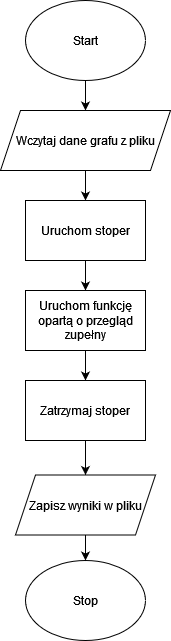 Start
Wczytaj dane grafu z pliku
Uruchom stoper
Uruchom funkcję
opartą o przegląd
zupełny
Zatrzymaj stoper
Zapisz wyniki w pliku
Stop